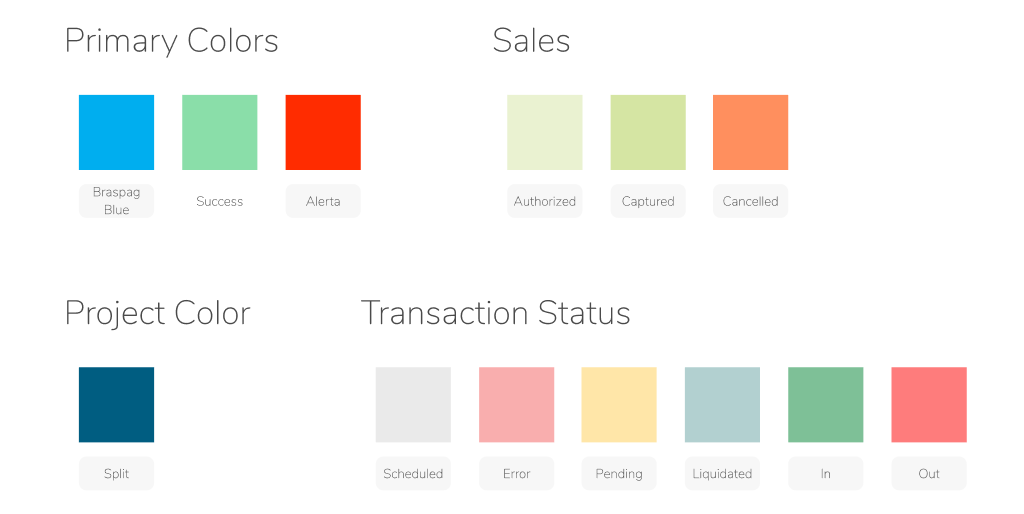 Primary Colors
Braspag
Blue
Success
Alerta
Sales
Authorized
Captured
Cancelled
Project Color
Split
Transaction Status
Scheduled
Error
Pending
Liquidated
In
Out